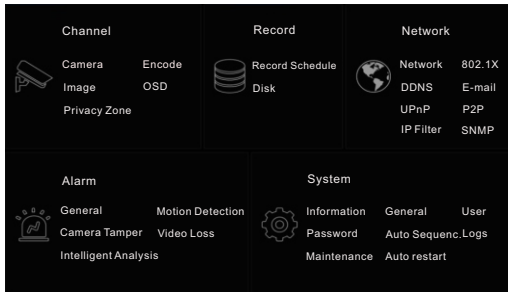 Channel
Camera Encode
Image OSD
Privacy Zone
Record
Record Schedule
Disk
Network
Network 802.1X
DDNS E-mail
UPnP P2P
IP Filter SNMP
Alarm
General Motion Detection
Camera Tamper Video Loss
Intelligent Analysis
System
Information General User
Password Auto Sequenc. Logs
Maintenance Auto restart